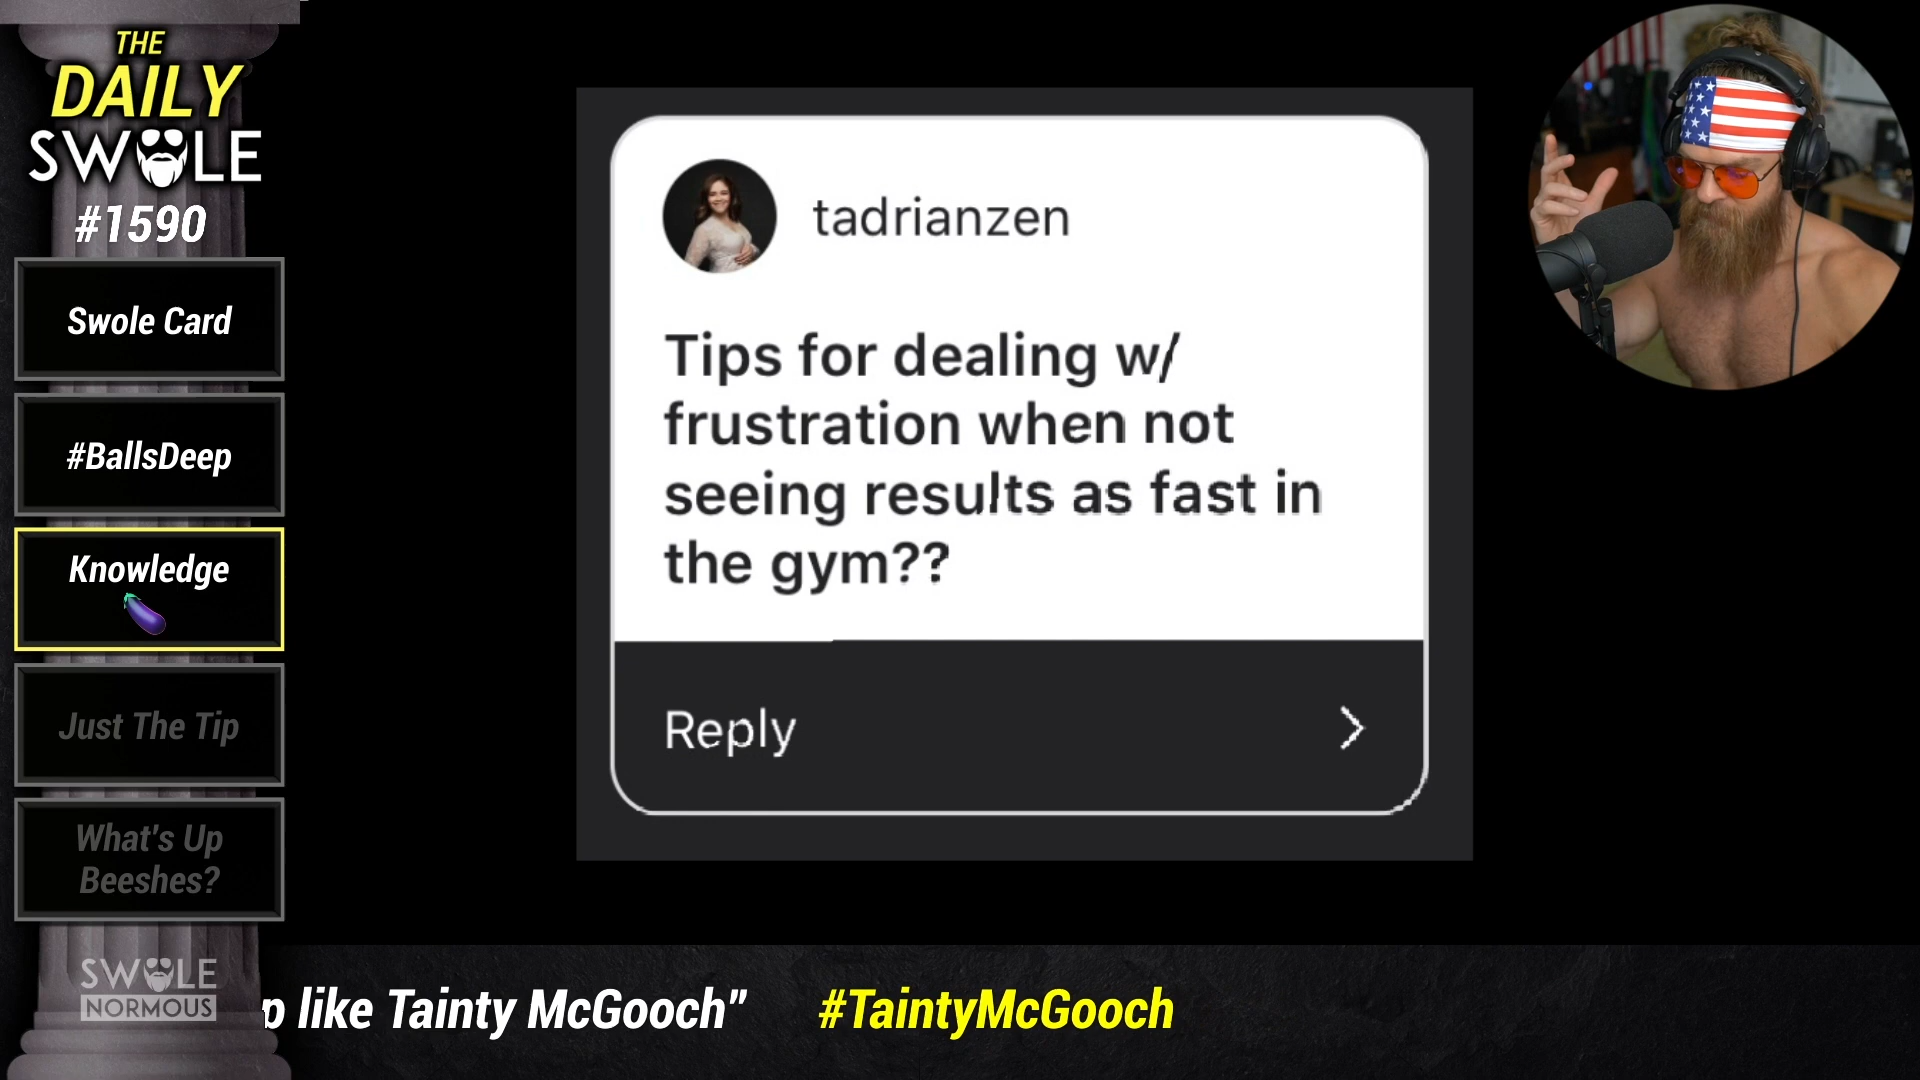 THE
DAILY
SWOLE
#1590
Swole Card
#BallsDeep
Knowledge
Just The Tip
What's Up
Beeshes?
SWOLE
NORMOUS
tadrianzen
Tips for dealing w/
frustration when not
seeing results as fast in
the gym??
Reply
p like Tainty McGooch” #TaintyMcGooch